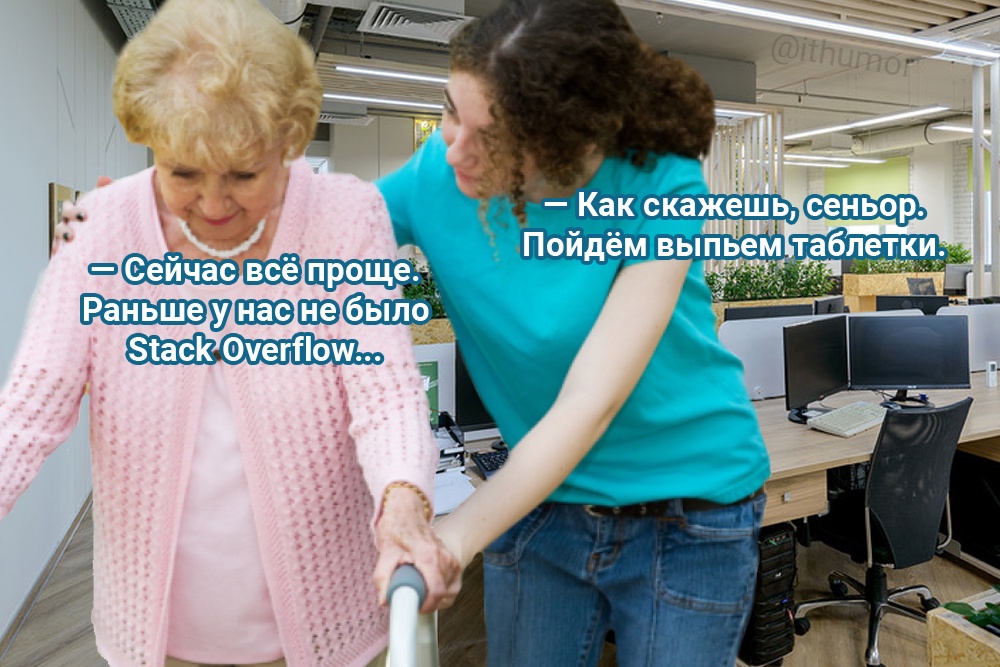 @ithumor
— Как скажешь, сеньор.
Пойдём выпьем таблетки.
— Сейчас всё проще.
Раньше у нас не было
Stack Overflow...